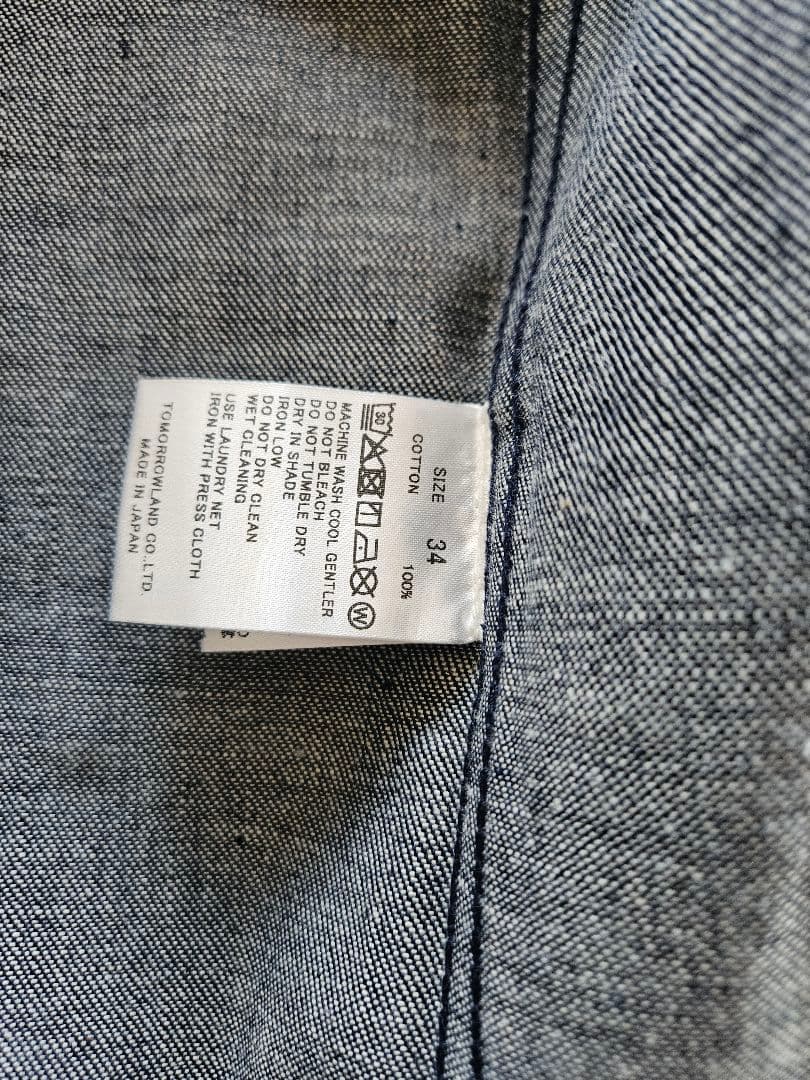 SIZE 34
COTTON 100%
30 W
MACHINE WASH COOL GENTLER
DO NOT BLEACH
DO NOT TUMBLE DRY
DRY IN SHADE
IRON LOW
DO NOT DRY CLEAN
WET CLEANING
USE LAUNDRY NET
IRON WITH PRESS CLOTH
TOMORROWLAND CO.,LTD.
MADE IN JAPAN